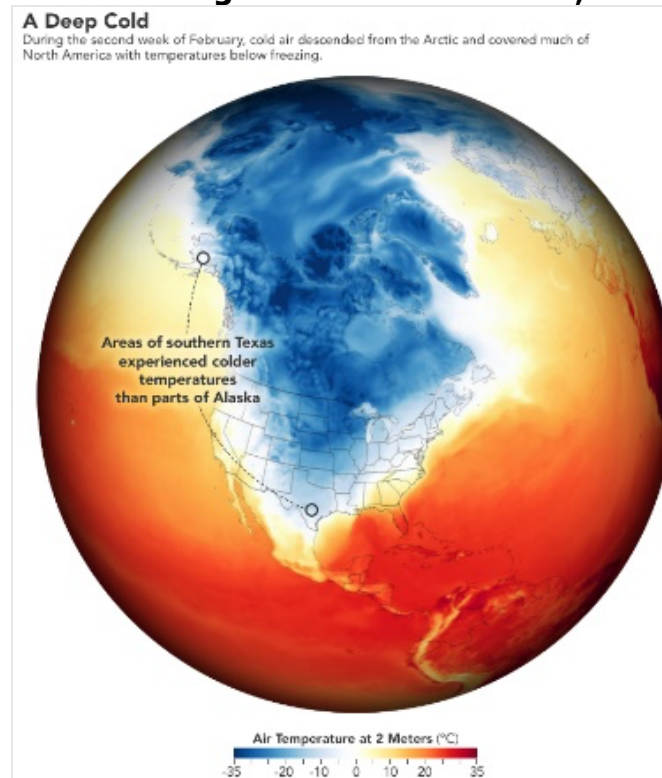 A Deep Cold
During the second week of February, cold air descended from the Arctic and covered much of
North America with temperatures below freezing.
Areas of southern Texas
experienced colder
temperatures
than parts of Alaska
Air Temperature at 2 Meters (°C)
-35 -20 -10 0 10 20 35